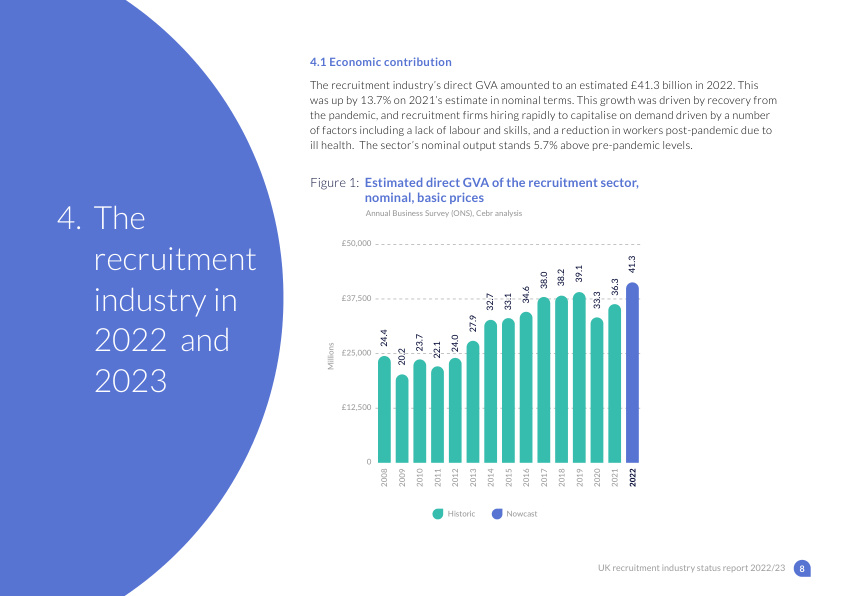 4. The
recruitment
industry in
2022 and
2023
4.1 Economic contribution
The recruitment industry's direct GVA amounted to an estimated £41.3 billion in 2022. This
was up by 13.7% on 2021's estimate in nominal terms. This growth was driven by recovery from
the pandemic, and recruitment firms hiring rapidly to capitalise on demand driven by a number
of factors including a lack of labour and skills, and a reduction in workers post-pandemic due to
ill health. The sector's nominal output stands 5.7% above pre-pandemic levels.
Figure 1: Estimated direct GVA of the recruitment sector,
nominal, basic prices
Annual Business Survey (ONS), Cebr analysis
Millions
£50,000
£37,500
£25,000
£12,500
0
24.4 20.2 23.7 22.1 24.0 27.9 32.7 33.1 34.6 38.0 38.2 39.1 33.3 36.3 41.3
2008 2009 2010 2011 2012 2013 2014 2015 2016 2017 2018 2019 2020 2021 2022
Historic Nowcast
UK recruitment industry status report 2022/23 8